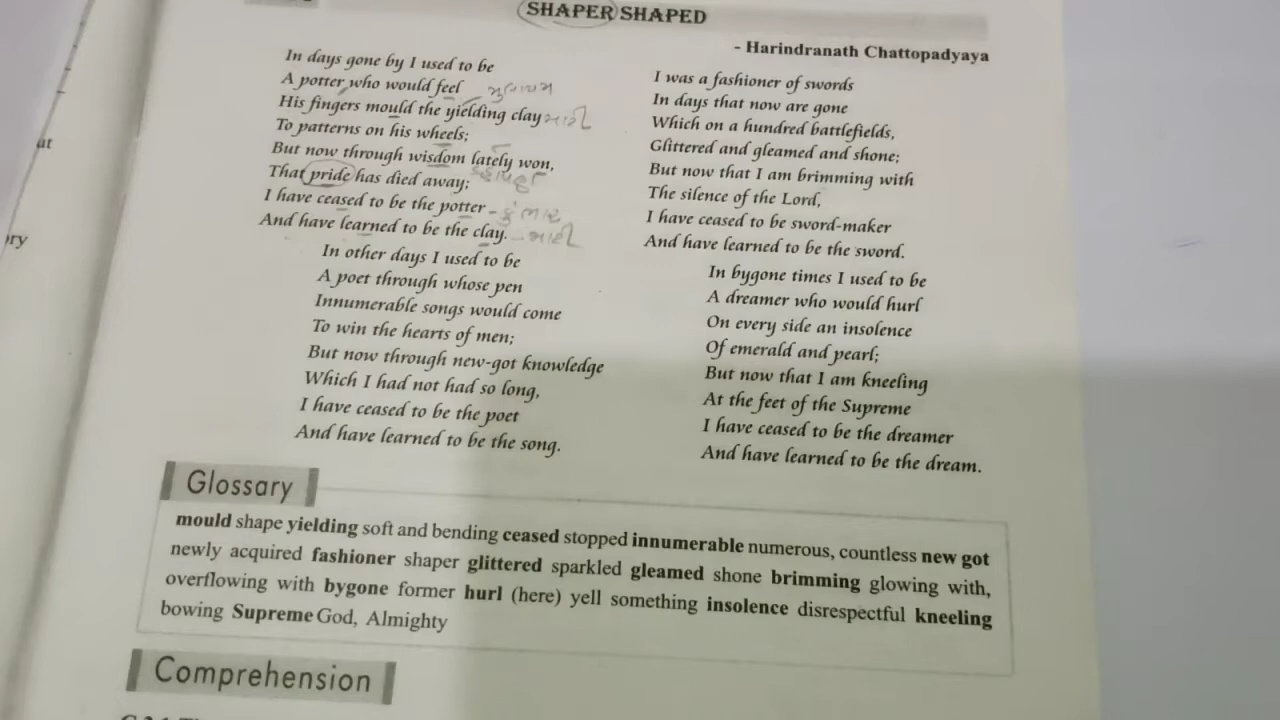 SHAPER SHAPED
- Harindranath Chattopadyaya
In days gone by I used to be
A potter who would feel
His fingers mould the yielding clay માટી
To patterns on his wheels;
But now through wisdom lately won,
That pride has died away;
I have ceased to be the potter - કુંભાર
And have learned to be the clay. - માટી
In other days I used to be
A poet through whose pen
Innumerable songs would come
To win the hearts of men;
But now through new-got knowledge
Which I had not had so long,
I have ceased to be the poet
And have learned to be the song.
I was a fashioner of swords
In days that now are gone
Which on a hundred battlefields,
Glittered and gleamed and shone;
But now that I am brimming with
The silence of the Lord,
I have ceased to be sword-maker
And have learned to be the sword.
In bygone times I used to be
A dreamer who would hurl
On every side an insolence
Of emerald and pearl;
But now that I am kneeling
At the feet of the Supreme
I have ceased to be the dreamer
And have learned to be the dream.
Glossary
mould shape yielding soft and bending ceased stopped innumerable numerous, countless new got
newly acquired fashioner shaper glittered sparkled gleamed shone brimming glowing with,
overflowing with bygone former hurl (here) yell something insolence disrespectful kneeling
bowing Supreme God, Almighty
Comprehension